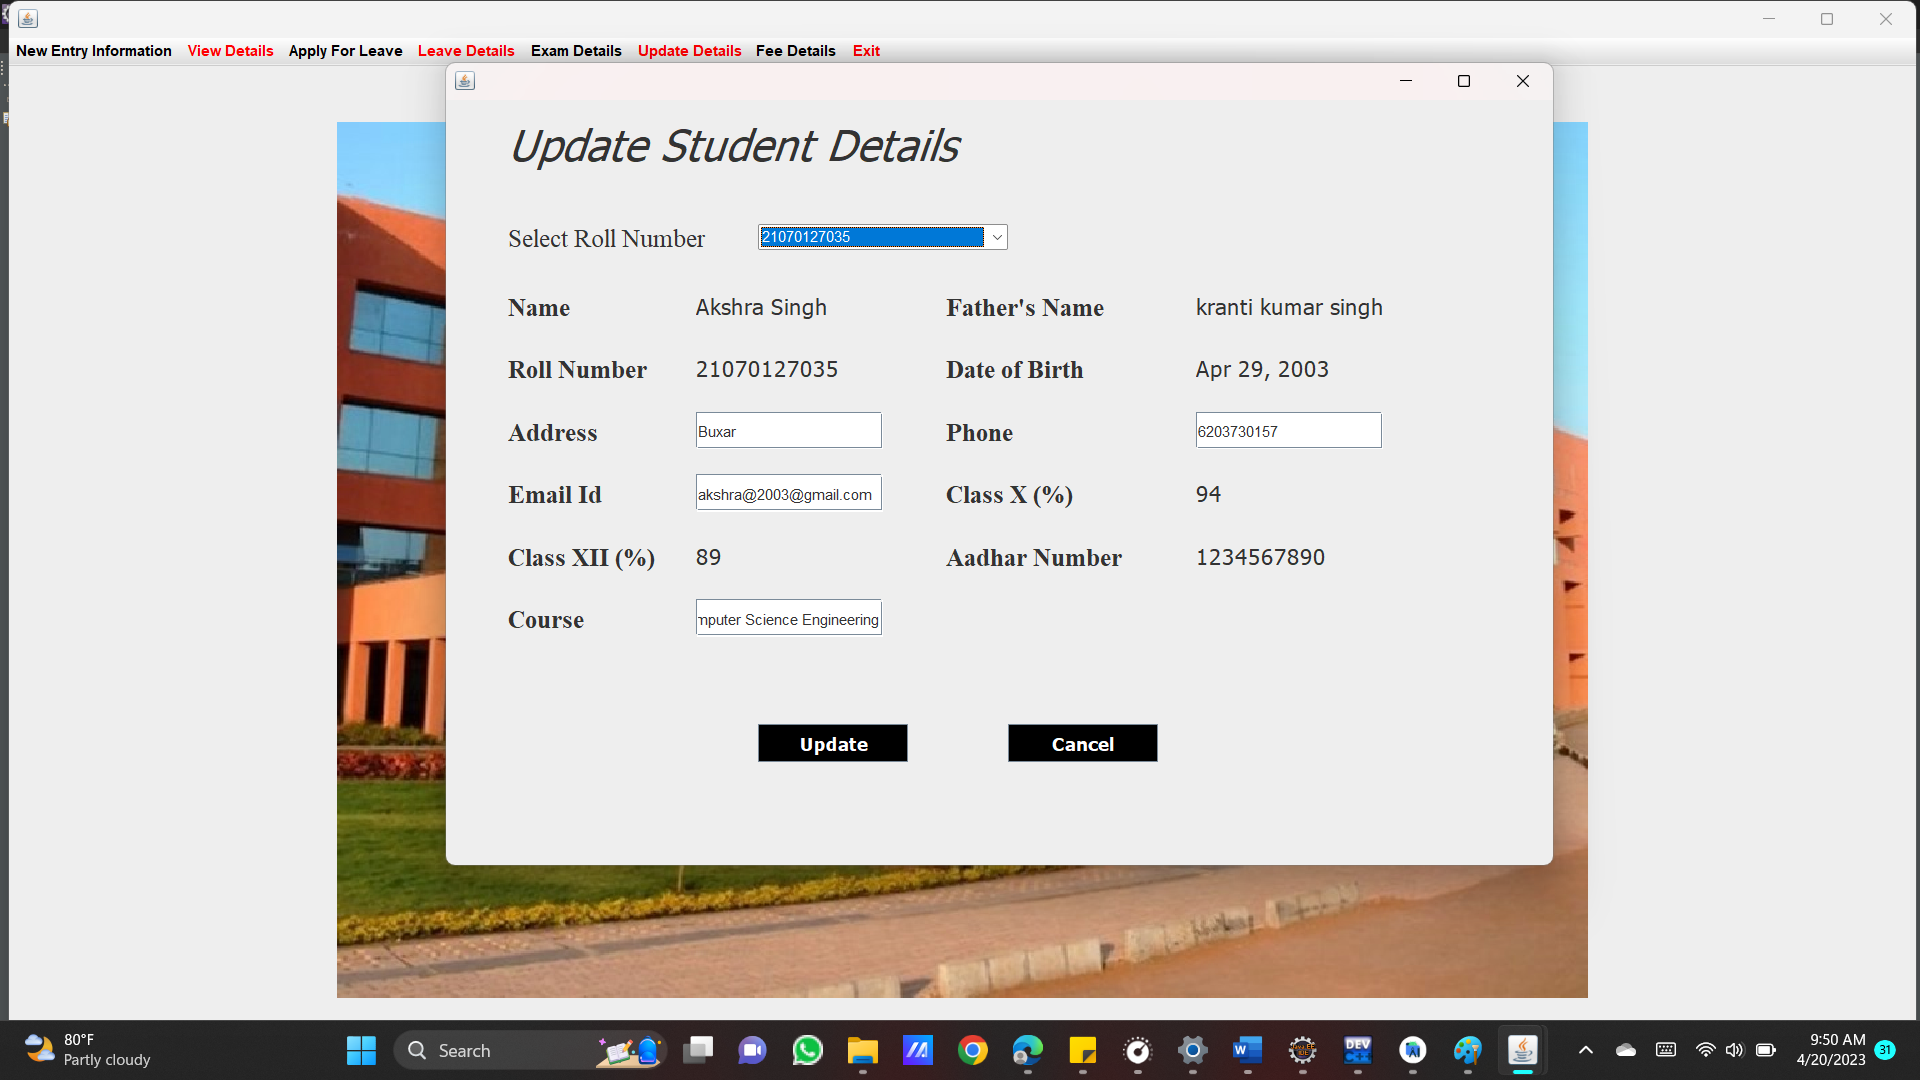 New Entry Information View Details Apply For Leave Leave Details Exam Details Update Details Fee Details Exit
Update Student Details
Select Roll Number 21070127035
Name Akshra Singh Father's Name kranti kumar singh
Roll Number 21070127035 Date of Birth Apr 29, 2003
Address Buxar Phone 6203730157
Email Id akshra@2003@gmail.com Class X (%) 94
Class XII (%) 89 Aadhar Number 1234567890
Course mputer Science Engineering
Update Cancel
80°F
Partly cloudy
Search
W
DEV
C++
9:50 AM
4/20/2023
31